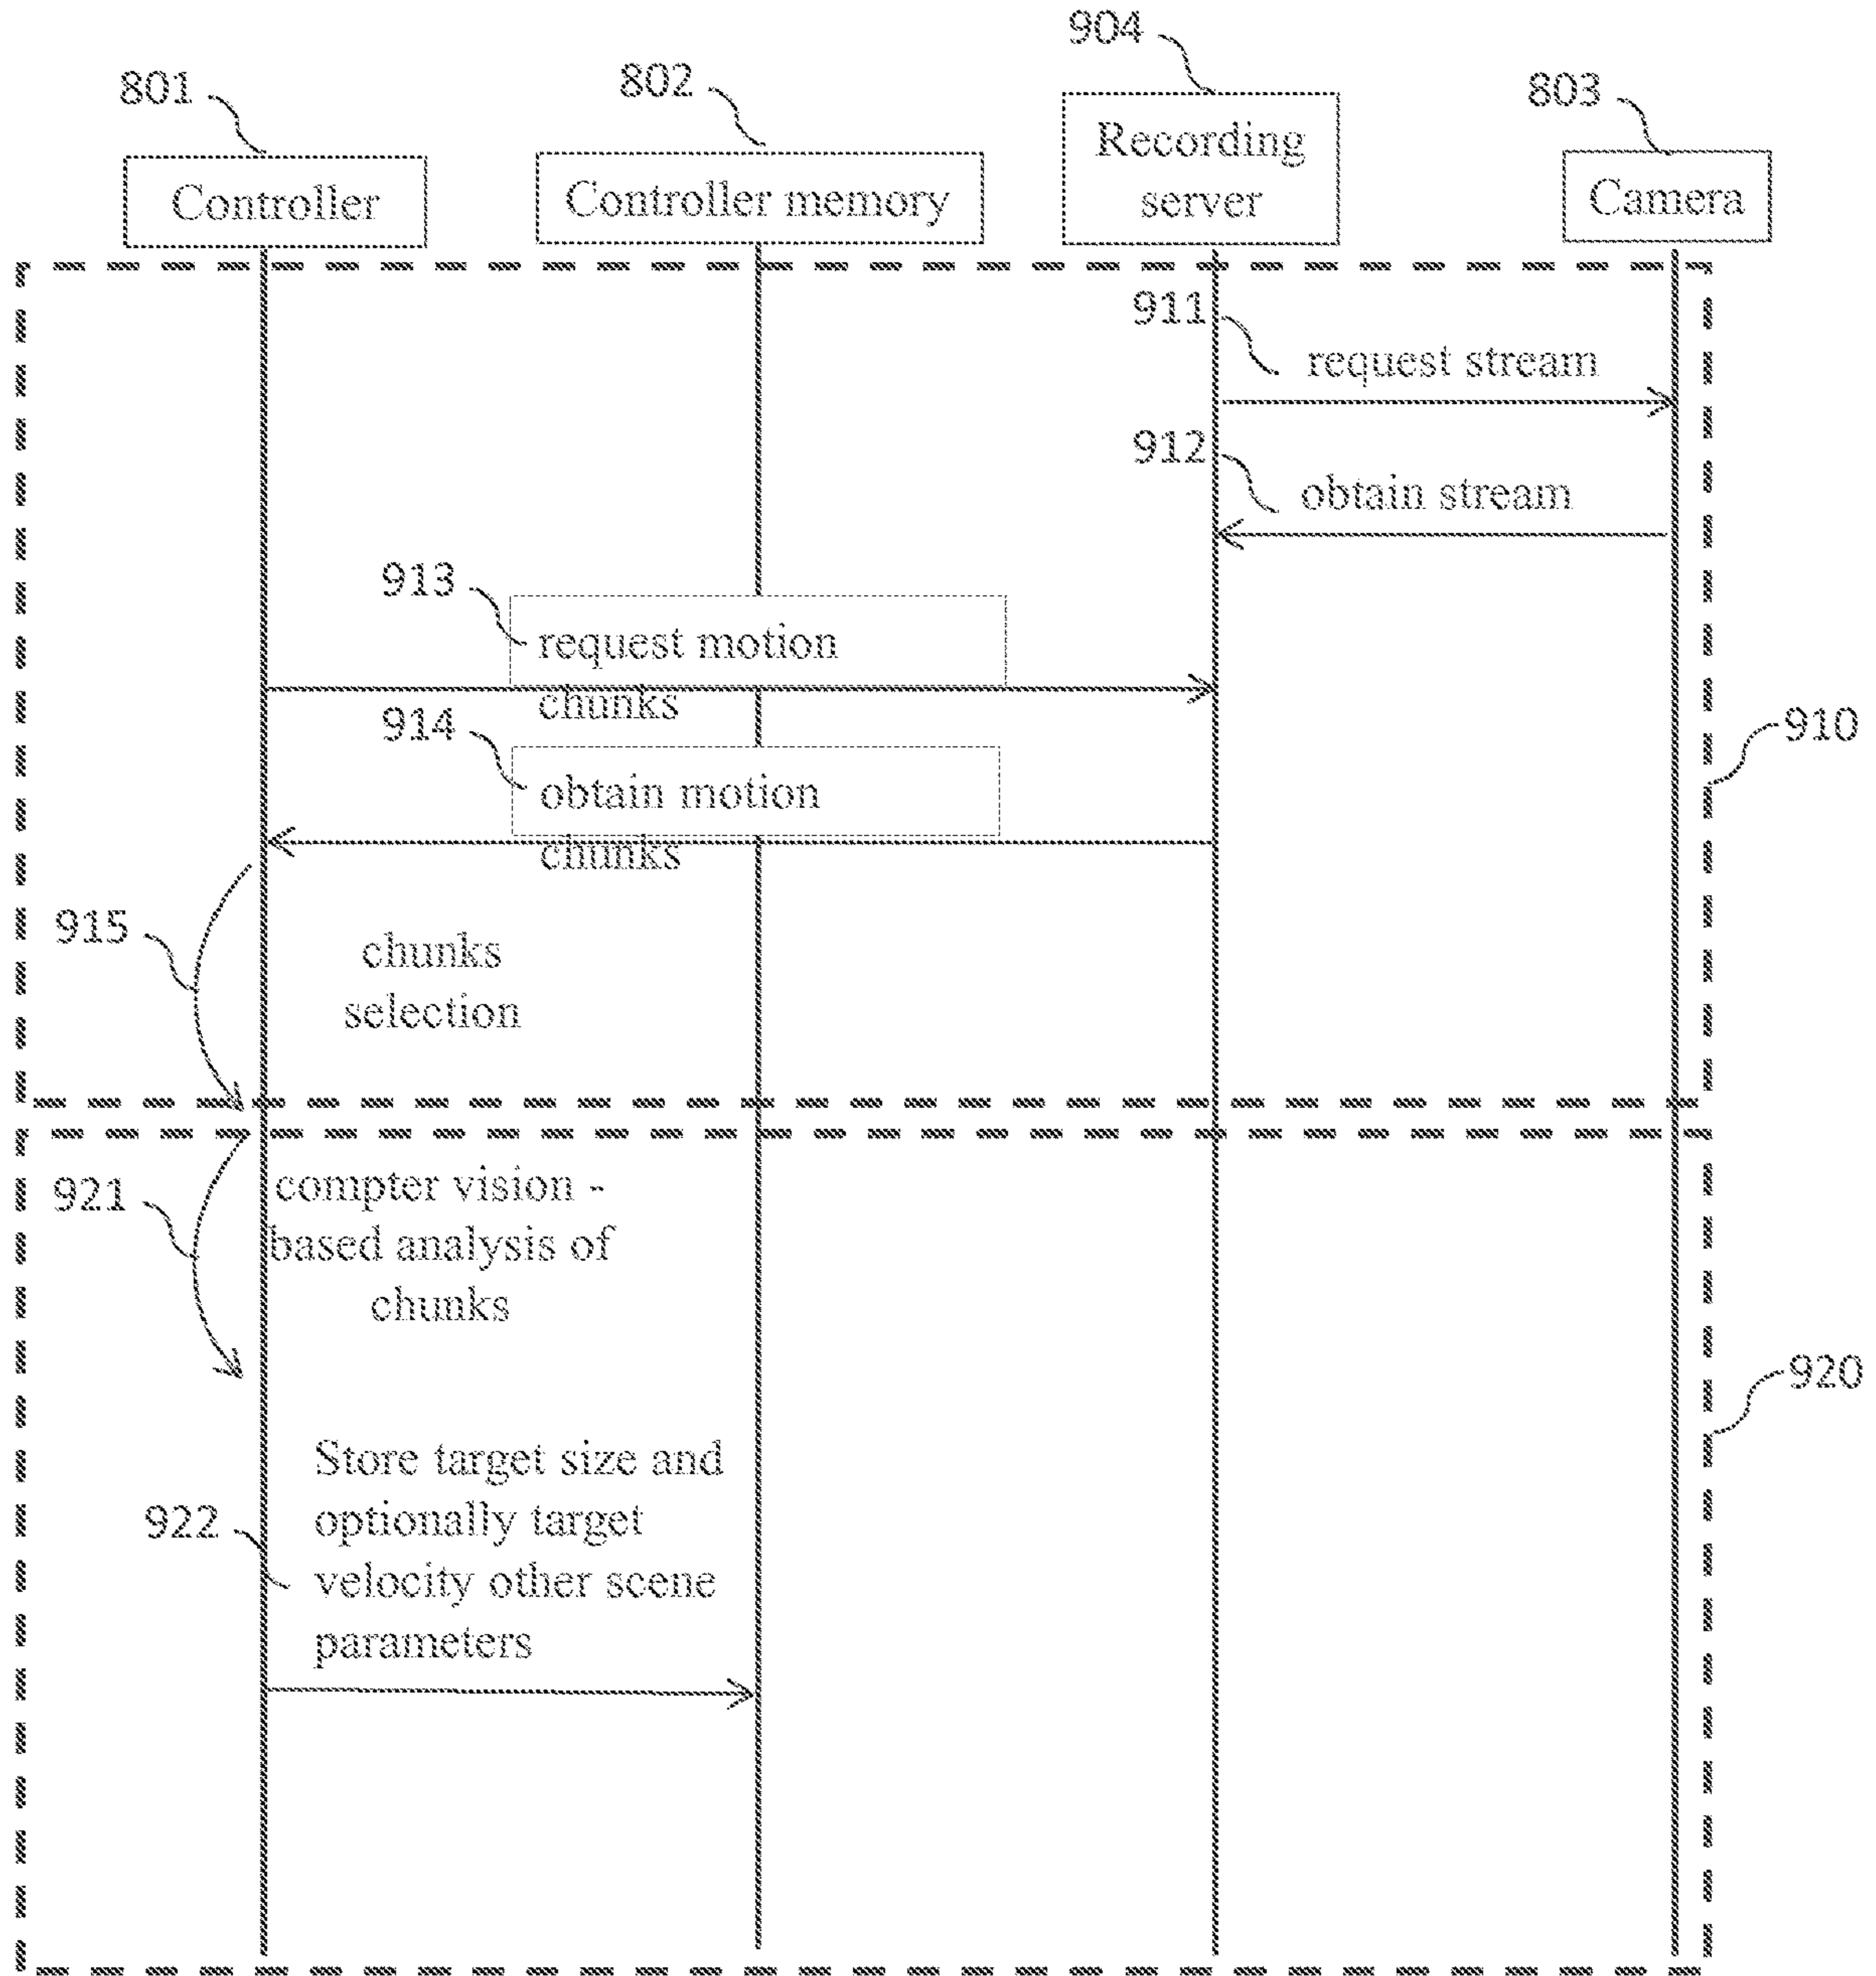 904
801
802
803
Recording
server
Controller
Controller memory
Camera
911
request stream
912
obtain stream
913
request motion
chunks
914
910
obtain motion
chunks
915
chunks
selection
921
compter vision -
based analysis of
chunks
920
Store target size and
922
optionally target
velocity other scene
parameters